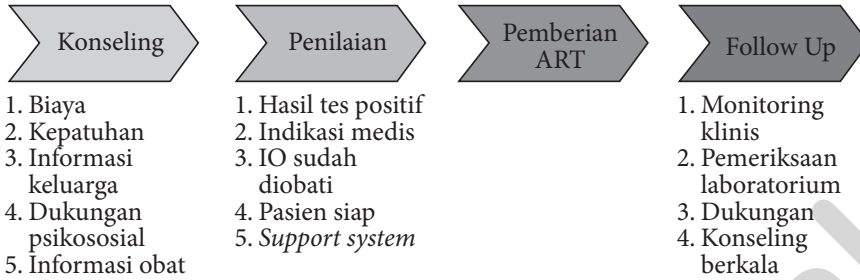 Konseling
1. Biaya
2. Kepatuhan
3. Informasi
keluarga
4. Dukungan
psikososial
5. Informasi obat
Penilaian
1. Hasil tes positif
2. Indikasi medis
3. IO sudah
diobati
4. Pasien siap
5. Support system
Pemberian
ART
Follow Up
1. Monitoring
klinis
2. Pemeriksaan
laboratorium
3. Dukungan
4. Konseling
berkala